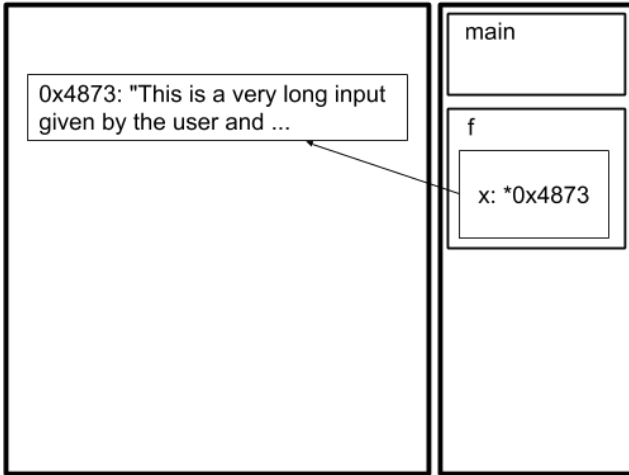 0x4873: "This is a very long input
given by the user and ...
main
f
x: *0x4873